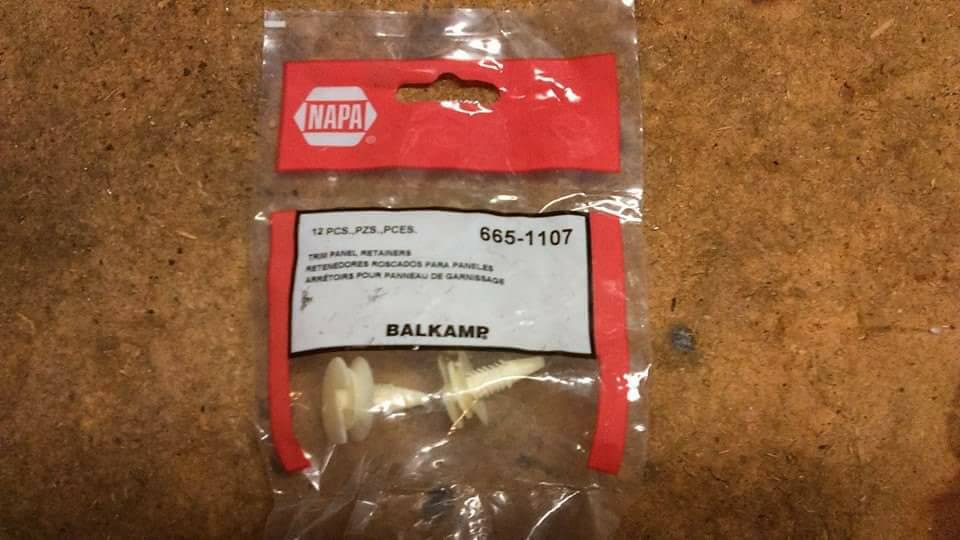 NAPA
12 PCS.,PZS.,PCES.
665-1107
TRIM PANEL RETAINERS
RETENEDORES ROSCADOS PARA PANELES
ARRÊTOIRS POUR PANNEAU DE GARNISSAGE
BALKAMP